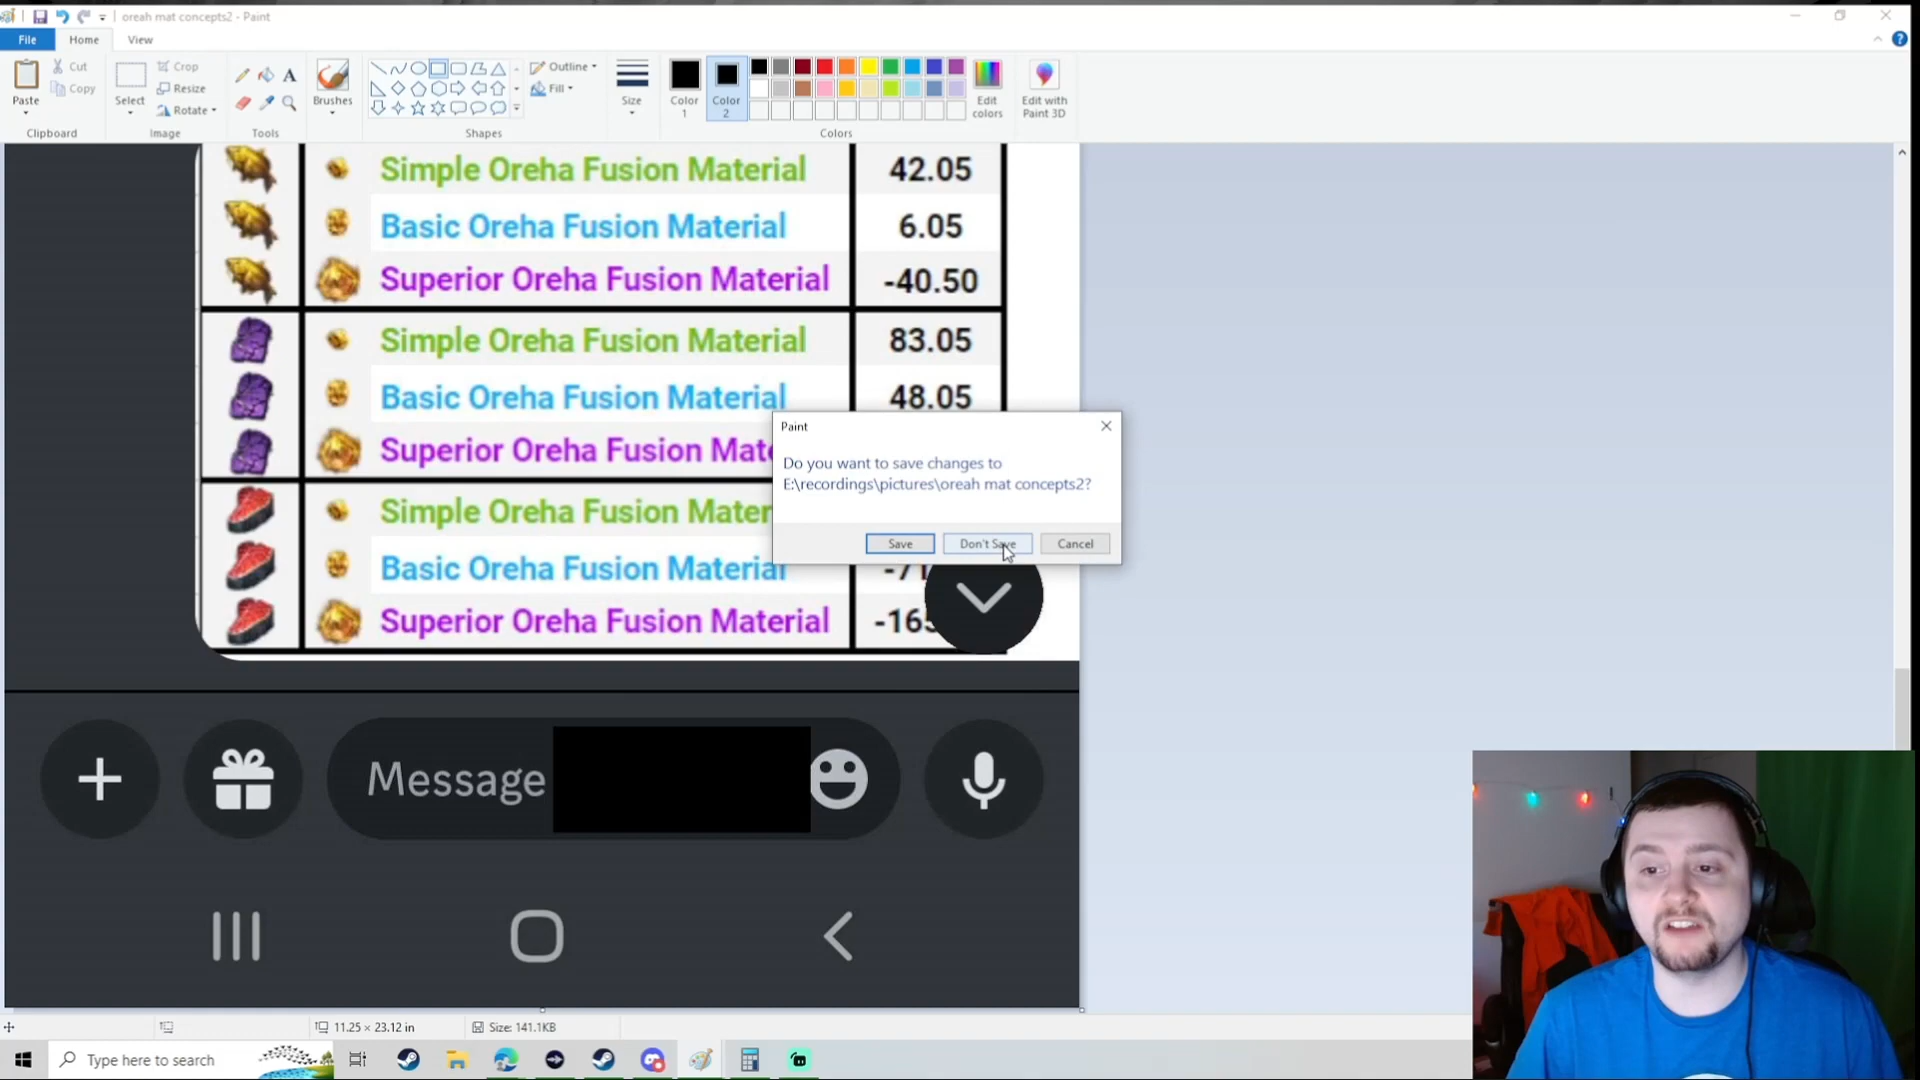 oreah mat concepts2 - Paint
File Home View
Paste
Cut
Copy
Clipboard
Select
Crop
Resize
Rotate
Image
Tools
Brushes
Shapes
Outline
Fill
Size
Color 1
Color 2
Colors
Edit colors
Edit with Paint 3D
Simple Oreha Fusion Material 42.05
Basic Oreha Fusion Material 6.05
Superior Oreha Fusion Material -40.50
Simple Oreha Fusion Material 83.05
Basic Oreha Fusion Material 48.05
Superior Oreha Fusion Mate
Simple Oreha Fusion Mater
Basic Oreha Fusion Material -71
Superior Oreha Fusion Material -165
Paint
Do you want to save changes to
E:\recordings\pictures\oreah mat concepts2?
Save Don't Save Cancel
Message
11.25 × 23.12 in Size: 141.1KB
Type here to search